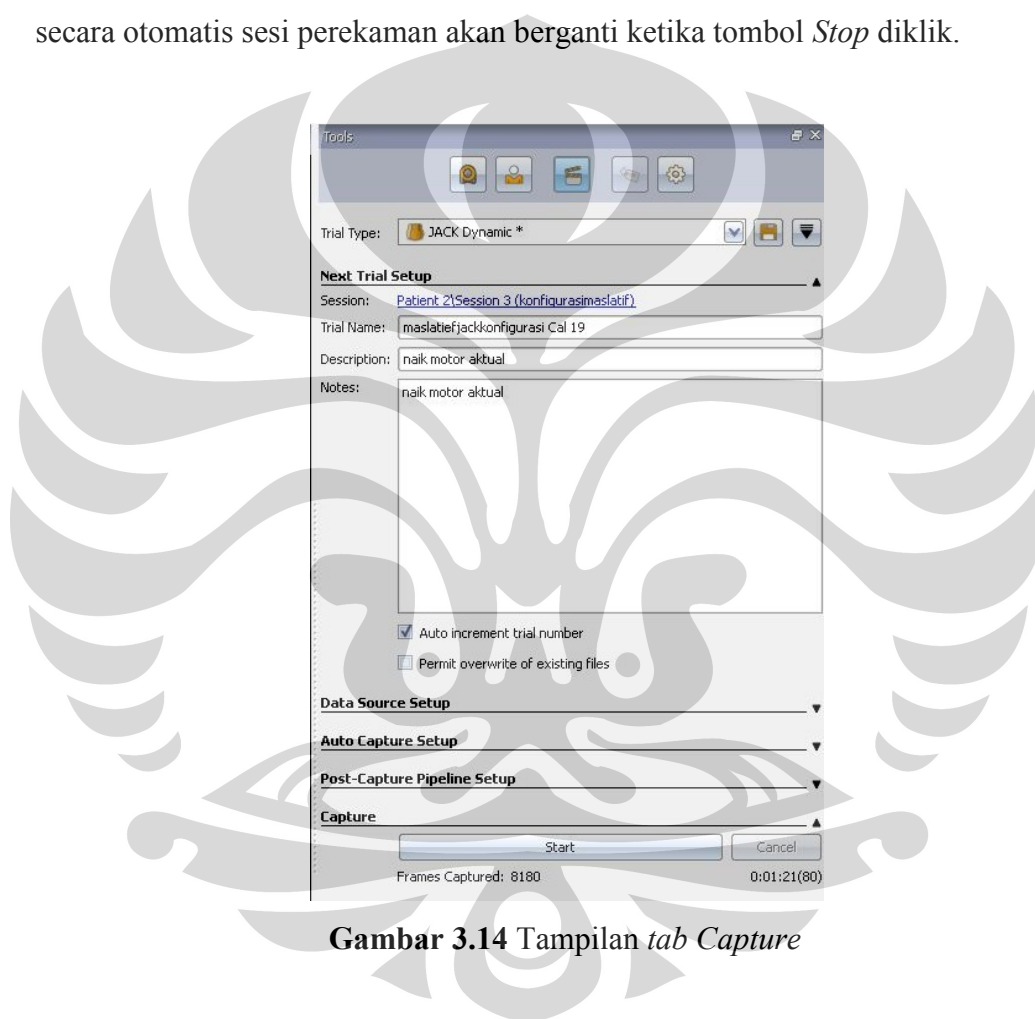 secara otomatis sesi perekaman akan berganti ketika tombol Stop diklik.
Tools
Trial Type: JACK Dynamic *
Next Trial Setup
Session: Patient 2\Session 3 (konfigurasimaslatif)
Trial Name: maslatiefjackkonfigurasi Cal 19
Description: naik motor aktual
Notes: naik motor aktual
Auto increment trial number
Permit overwrite of existing files
Data Source Setup
Auto Capture Setup
Post-Capture Pipeline Setup
Capture
Start Cancel
Frames Captured: 8180 0:01:21(80)
Gambar 3.14 Tampilan tab Capture